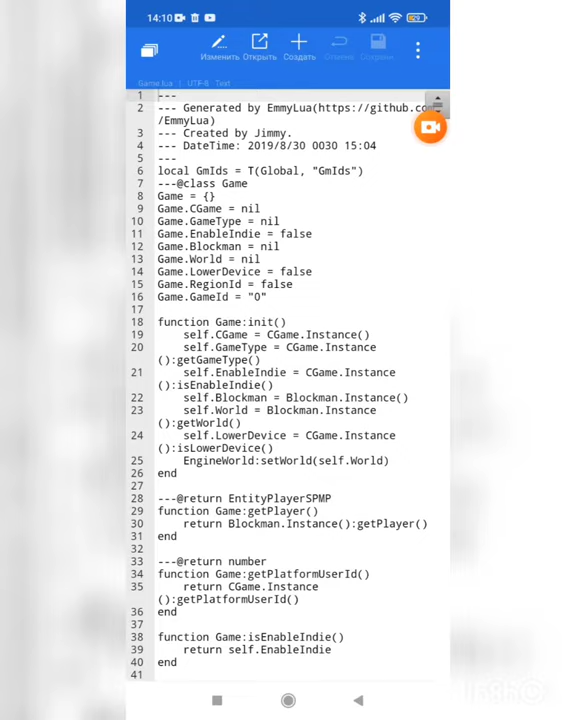 14:10
Изменить Открыть Создать Отмена Сохрани..
Game.lua | UTF-8 Text
1 ---
2 --- Generated by EmmyLua(https://github.com
/EmmyLua)
3 --- Created by Jimmy.
4 --- DateTime: 2019/8/30 0030 15:04
5 ---
6 local GmIds = T(Global, "GmIds")
7 ---@class Game
8 Game = {}
9 Game.CGame = nil
10 Game.GameType = nil
11 Game.EnableIndie = false
12 Game.Blockman = nil
13 Game.World = nil
14 Game.LowerDevice = false
15 Game.RegionId = false
16 Game.GameId = "0"
17
18 function Game:init()
19 self.CGame = CGame.Instance()
20 self.GameType = CGame.Instance
():getGameType()
21 self.EnableIndie = CGame.Instance
():isEnableIndie()
22 self.Blockman = Blockman.Instance()
23 self.World = Blockman.Instance
():getWorld()
24 self.LowerDevice = CGame.Instance
():isLowerDevice()
25 EngineWorld:setWorld(self.World)
26 end
27
28 ---@return EntityPlayerSPMP
29 function Game:getPlayer()
30 return Blockman.Instance():getPlayer()
31 end
32
33 ---@return number
34 function Game:getPlatformUserId()
35 return CGame.Instance
():getPlatformUserId()
36 end
37
38 function Game:isEnableIndie()
39 return self.EnableIndie
40 end
41